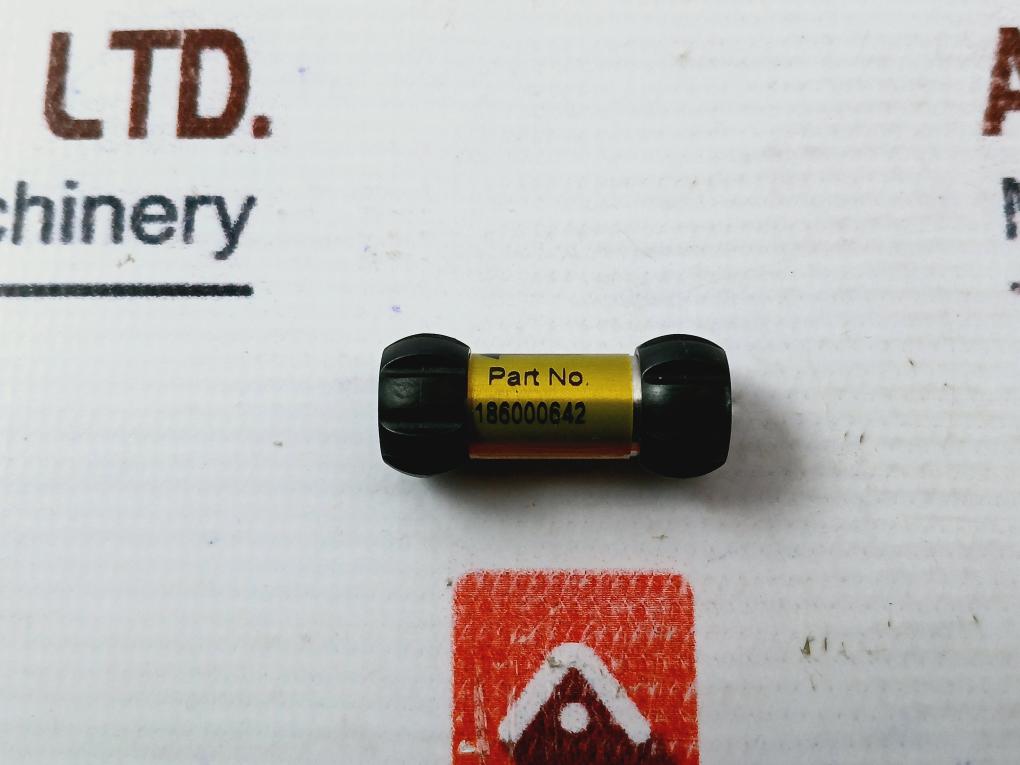 LTD.
chinery
Part No.
186000642